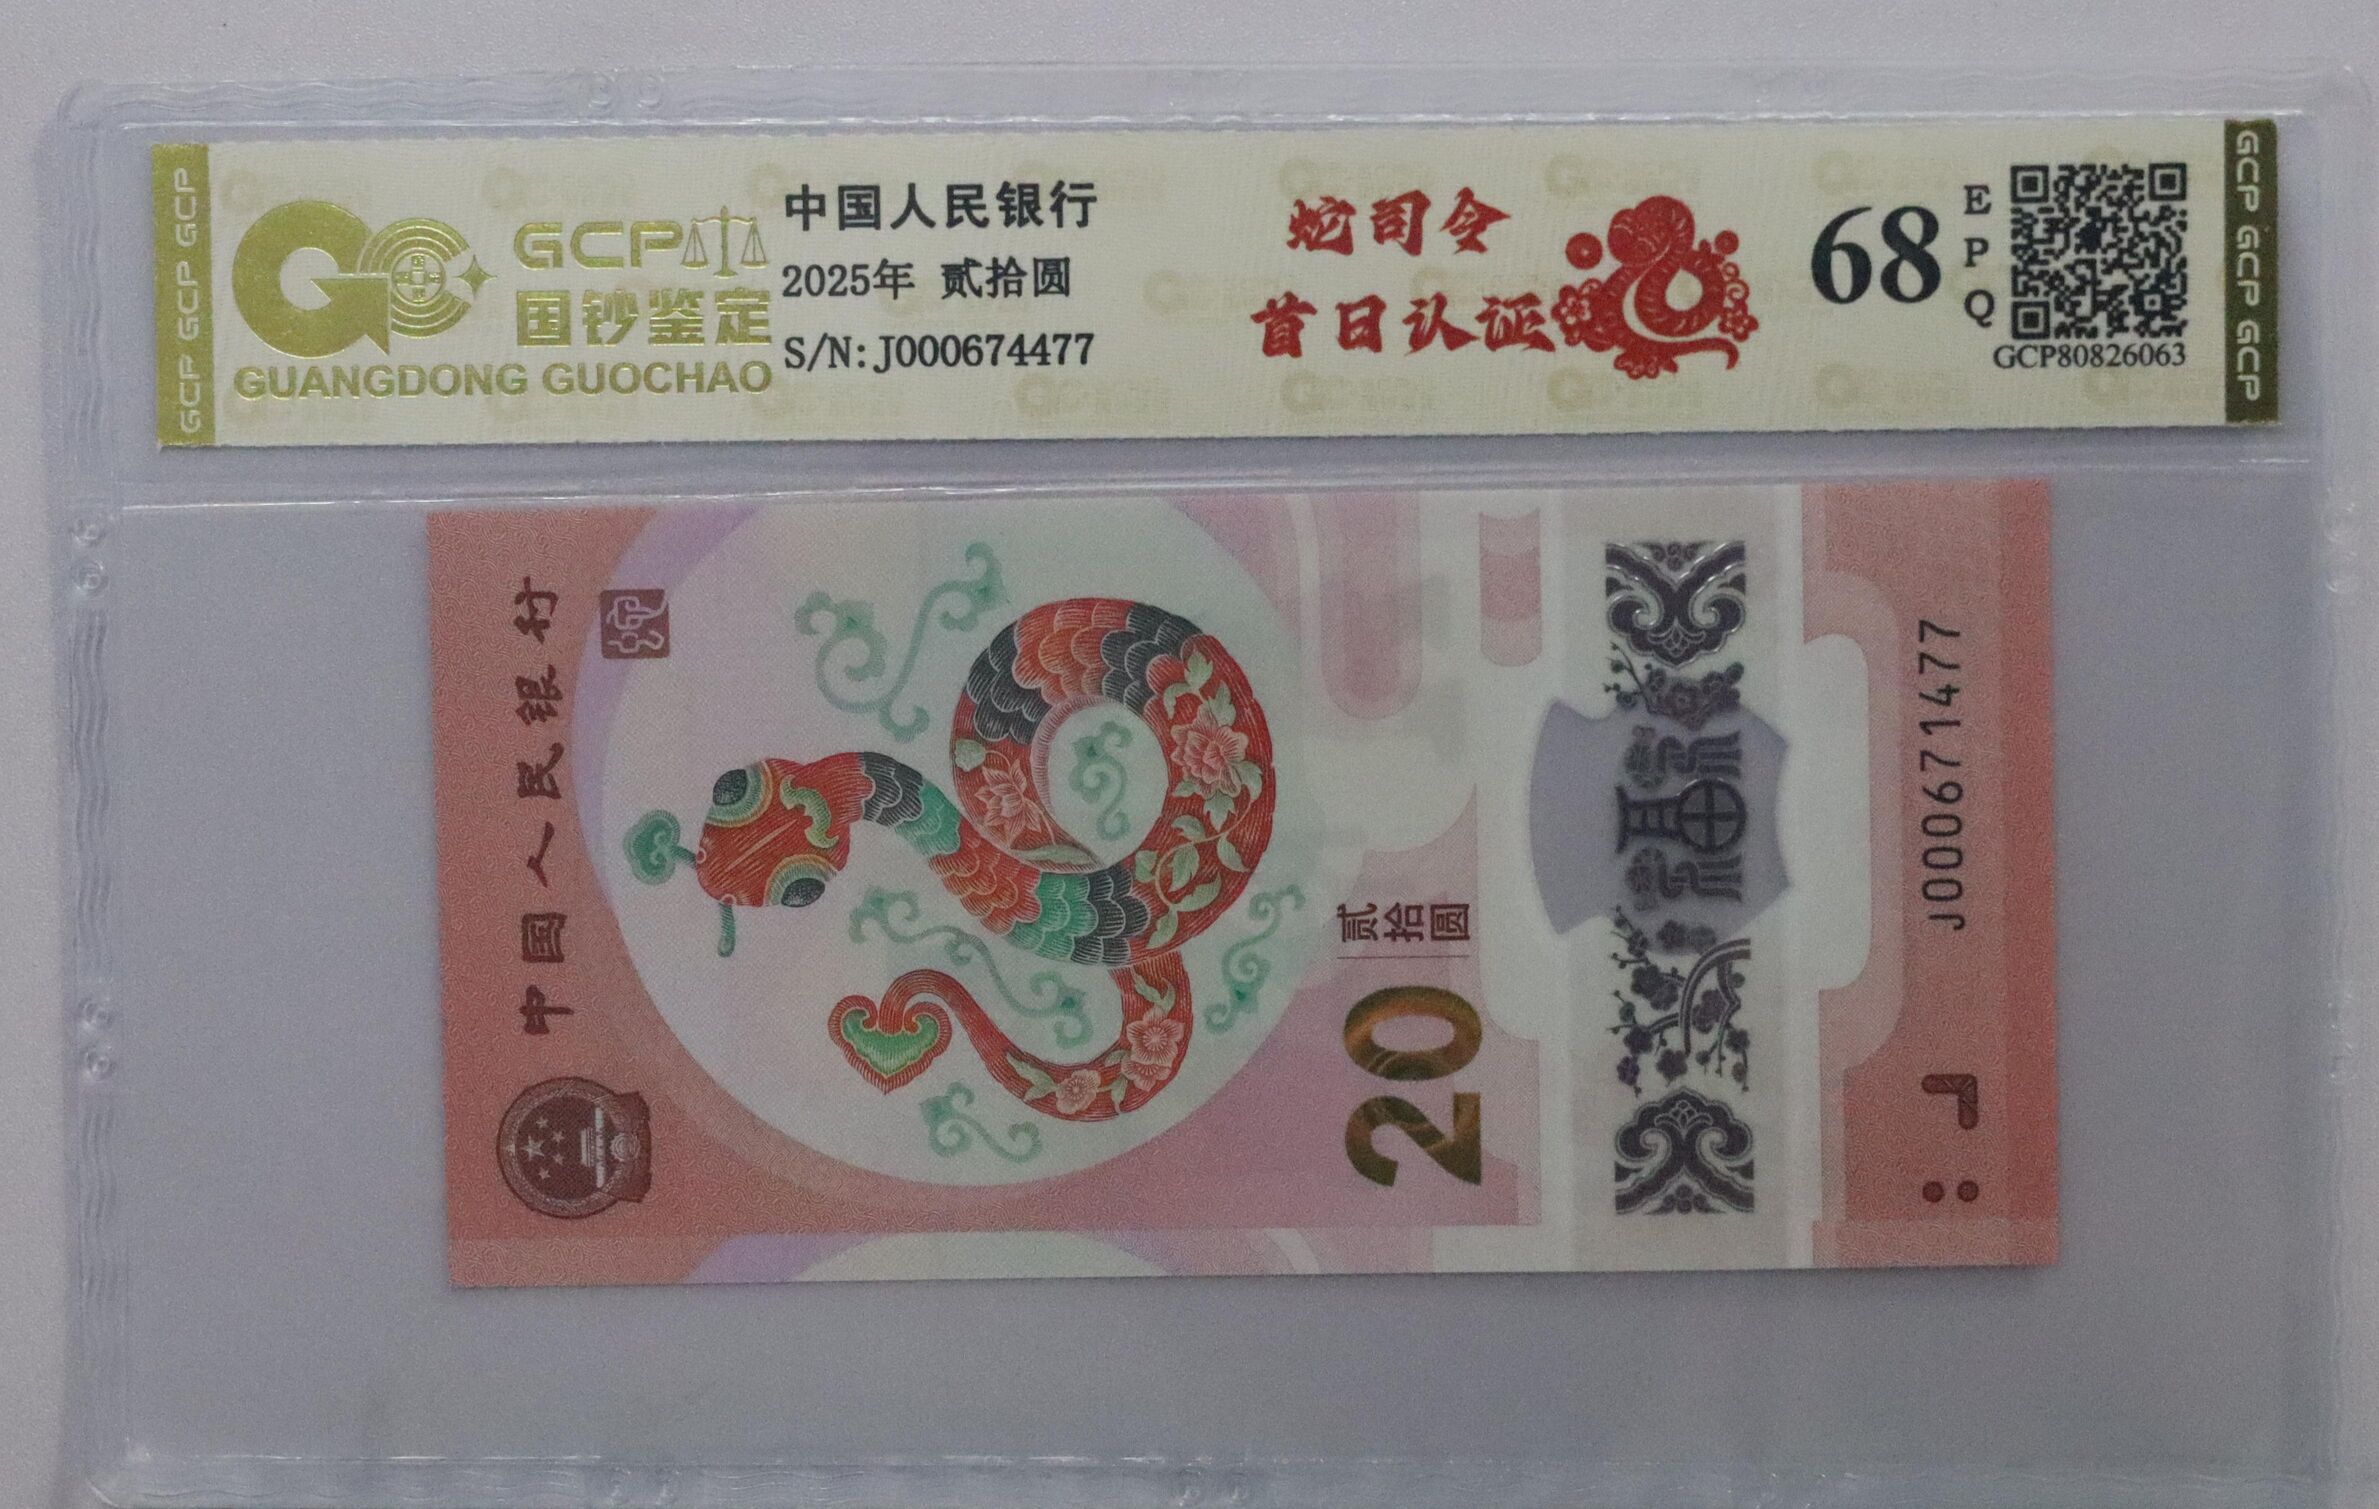 GCP GCP GCP
GCP
国钞鉴定
GUANGDONG GUOCHAO
中国人民银行
2025年 贰拾圆
S/N:J000674477
蛇司令
首日认证
68
EPQ
GCP80826063
GCP GCP GCP
中国人民银行
贰拾圆
20
J000671477